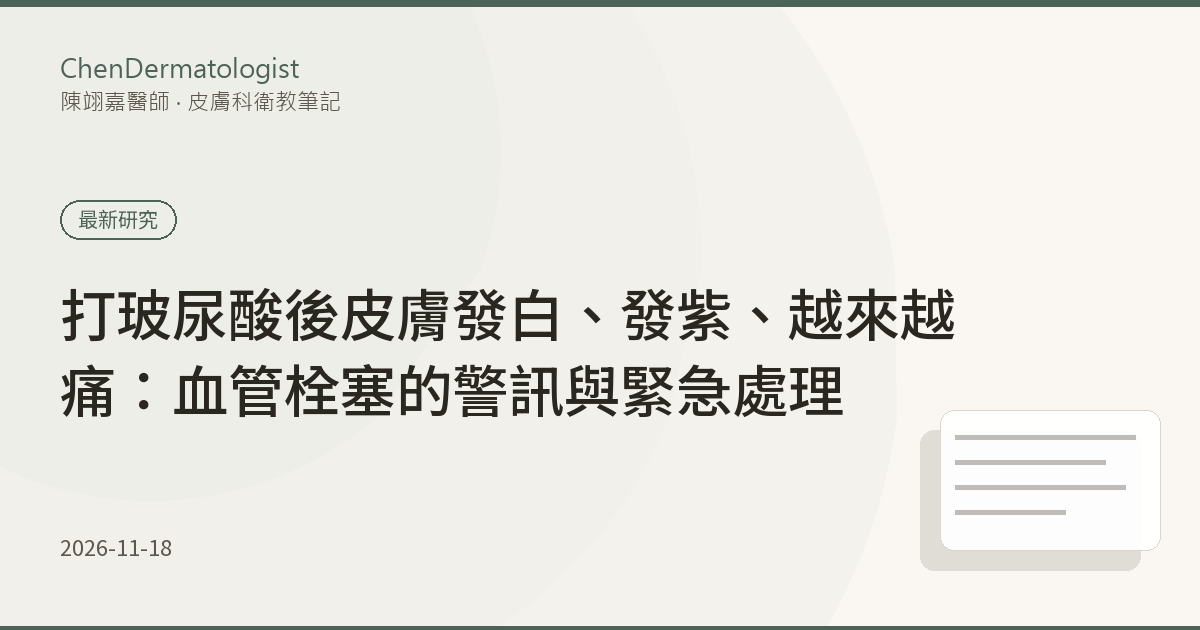 ChenDermatologist
陳翊嘉醫師 · 皮膚科衛教筆記
最新研究
打玻尿酸後皮膚發白、發紫、越來越
痛：血管栓塞的警訊與緊急處理
2026-11-18